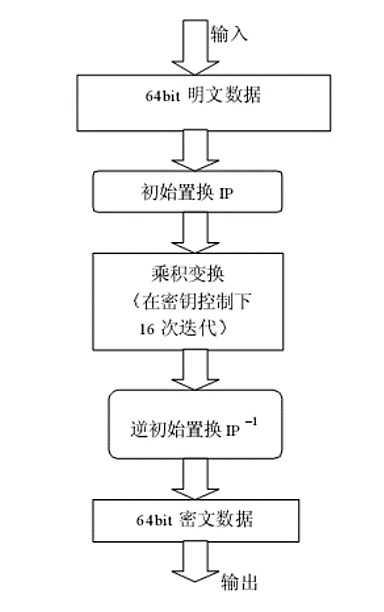 输入
64bit 明文数据
初始置换 IP
乘积变换
（在密钥控制下
16 次迭代）
逆初始置换 IP⁻¹
64bit 密文数据
输出